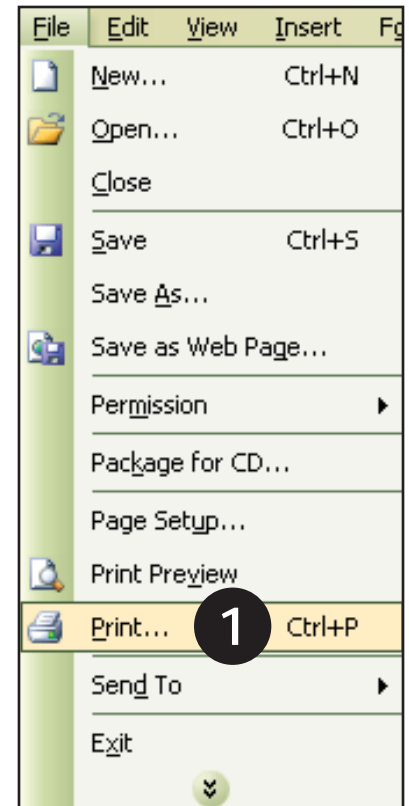 File Edit View Insert
New... Ctrl+N
Open... Ctrl+O
Close
Save Ctrl+S
Save As...
Save as Web Page...
Permission
Package for CD...
Page Setup...
Print Preview
Print... 1 Ctrl+P
Send To
Exit